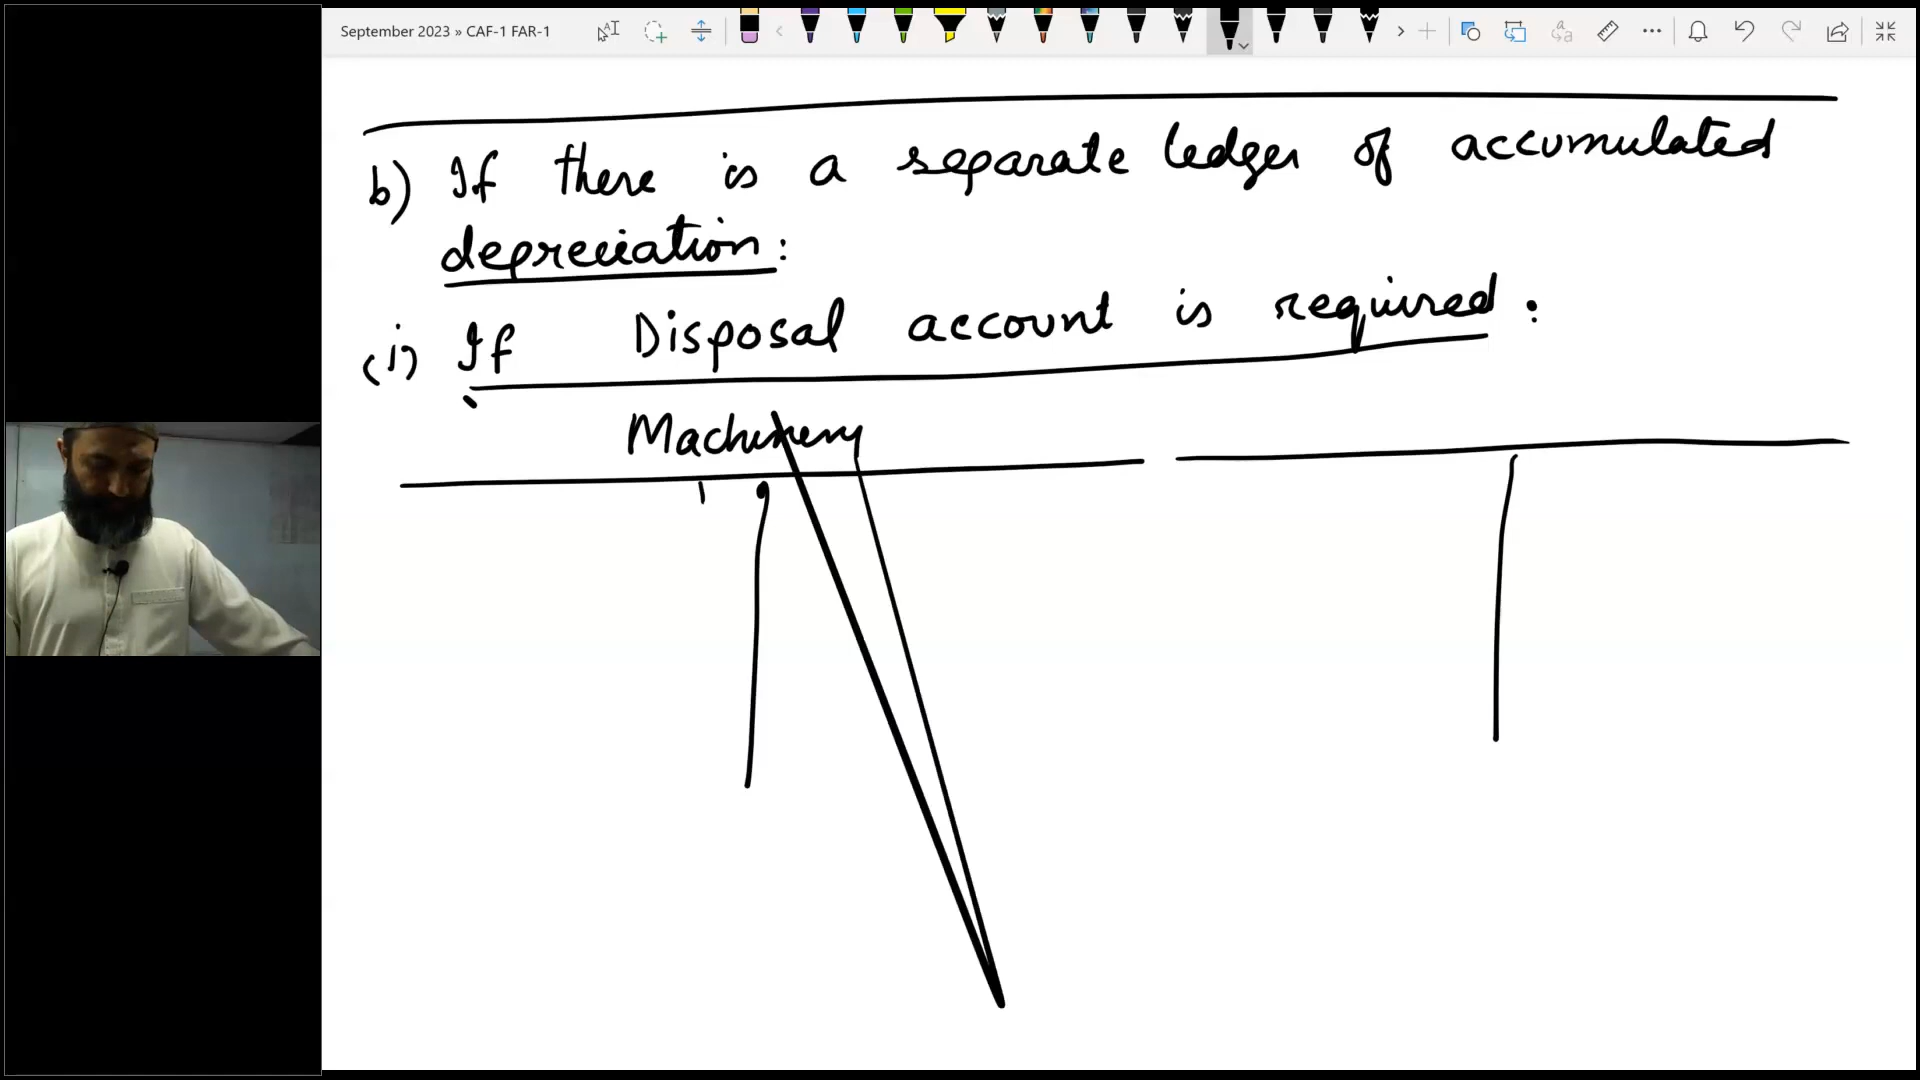 September 2023 » CAF-1 FAR-1
b) If there is a separate ledger of accumulated
depreciation:
(i) If Disposal account is required:
Machinery